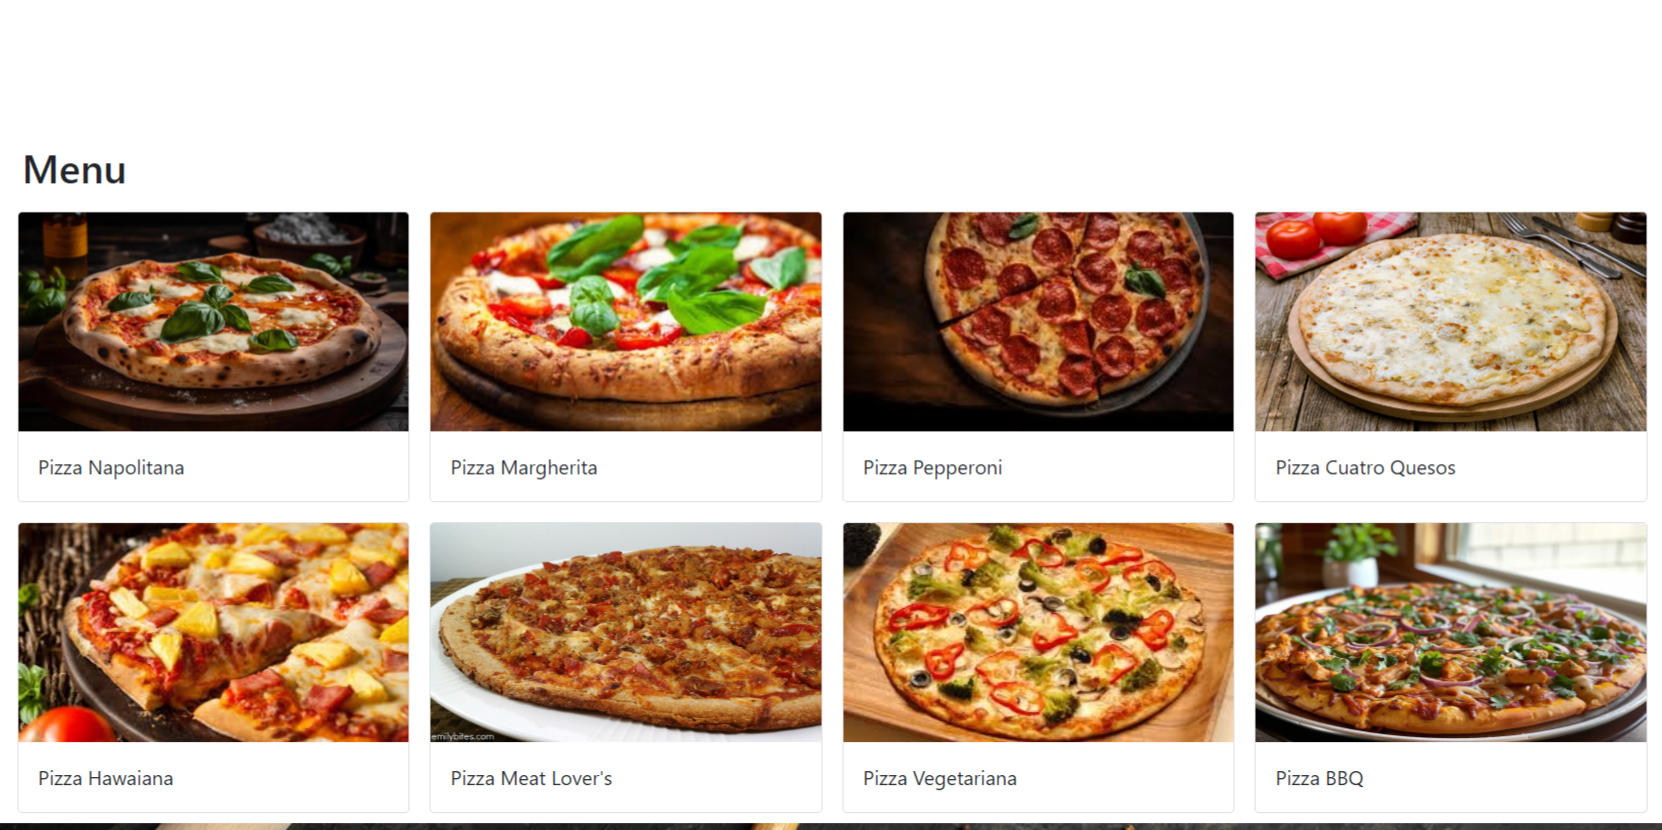 Menu
Pizza Napolitana
Pizza Margherita
Pizza Pepperoni
Pizza Cuatro Quesos
emilybites.com
Pizza Hawaiana
Pizza Meat Lover's
Pizza Vegetariana
Pizza BBQ